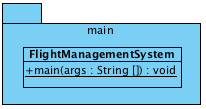 main
FlightManagementSystem
+main(args : String []) : void